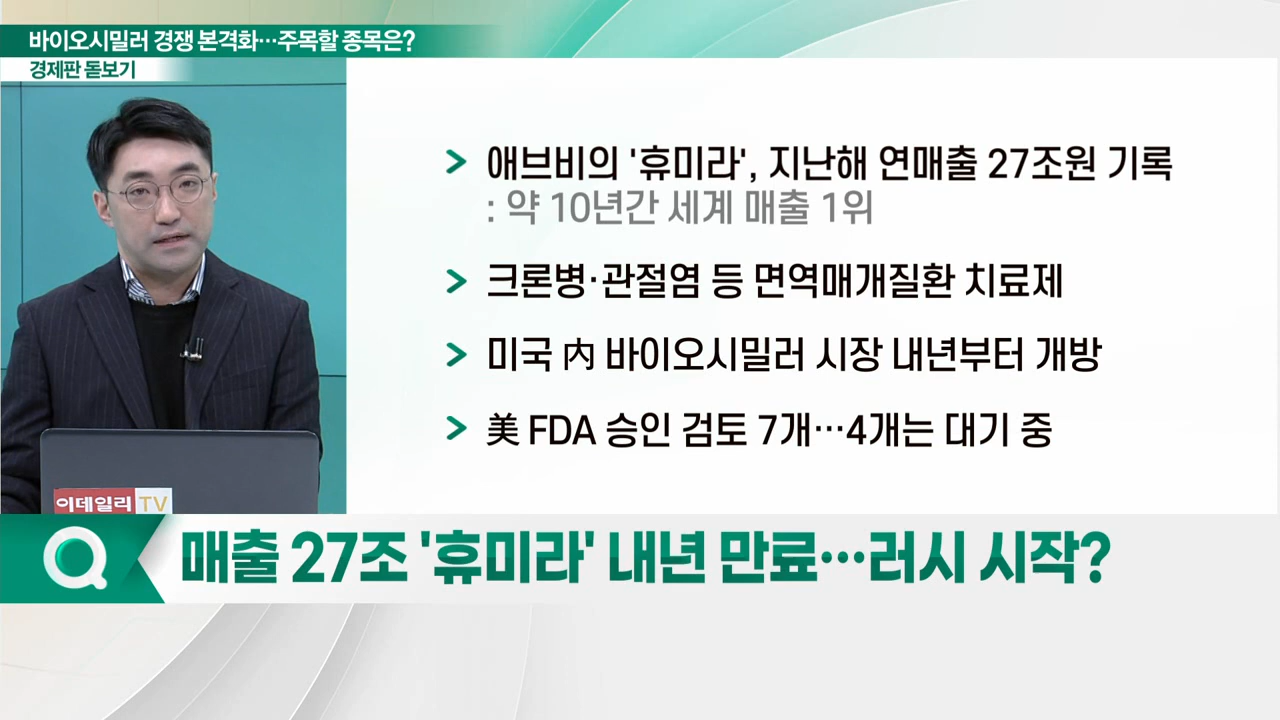 바이오시밀러 경쟁 본격화…주목할 종목은?
경제판 돋보기
> 애브비의 '휴미라', 지난해 연매출 27조원 기록
: 약 10년간 세계 매출 1위
> 크론병·관절염 등 면역매개질환 치료제
> 미국 內 바이오시밀러 시장 내년부터 개방
> 美 FDA 승인 검토 7개…4개는 대기 중
이데일리 TV
매출 27조 '휴미라' 내년 만료…러시 시작?